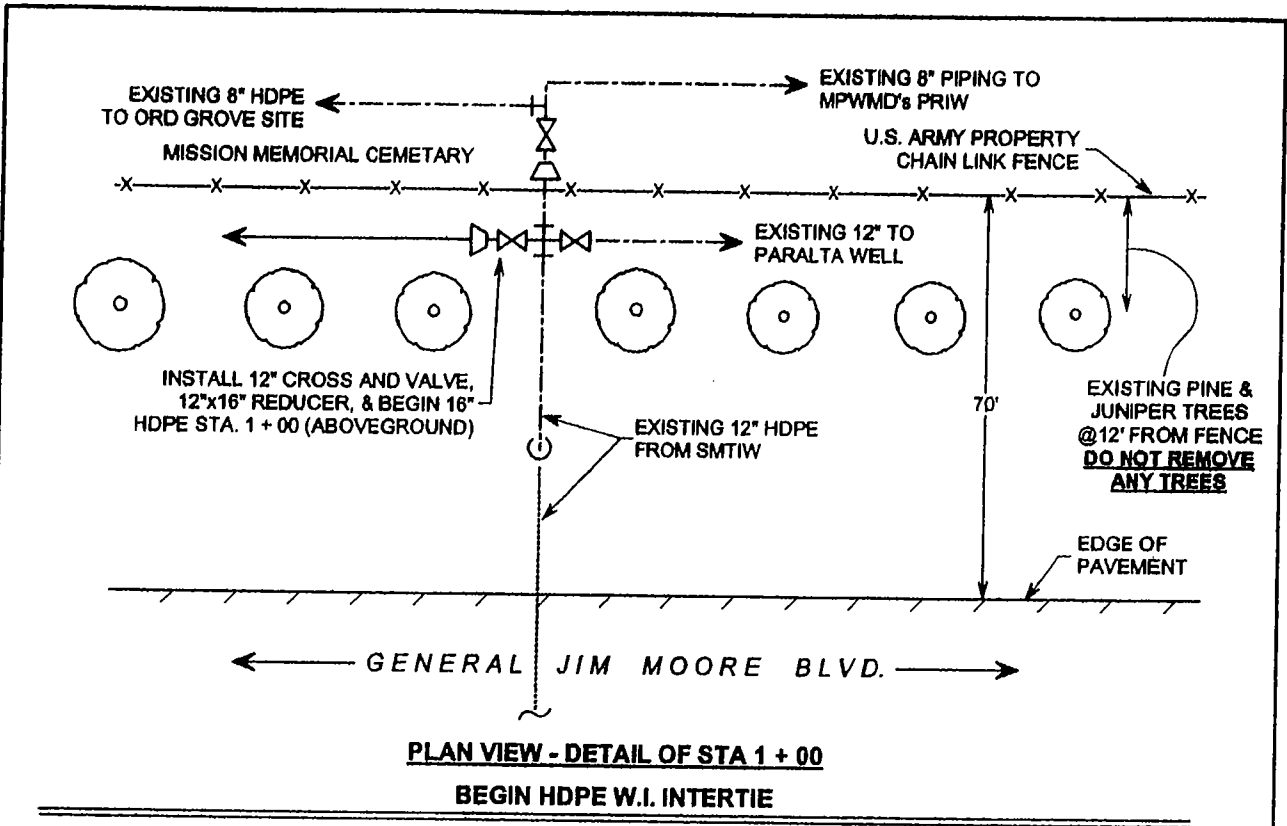 EXISTING 8" HDPE
TO ORD GROVE SITE
EXISTING 8" PIPING TO
MPWMD's PRIW
MISSION MEMORIAL CEMETARY
U.S. ARMY PROPERTY
CHAIN LINK FENCE
X X X X X X X X X X X X X
EXISTING 12" TO
PARALTA WELL
INSTALL 12" CROSS AND VALVE,
12"x16" REDUCER, & BEGIN 16"
HDPE STA. 1 + 00 (ABOVEGROUND)
EXISTING 12" HDPE
FROM SMTIW
70'
EXISTING PINE &
JUNIPER TREES
@12' FROM FENCE
DO NOT REMOVE
ANY TREES
EDGE OF
PAVEMENT
GENERAL JIM MOORE BLVD.
PLAN VIEW - DETAIL OF STA 1 + 00
BEGIN HDPE W.I. INTERTIE